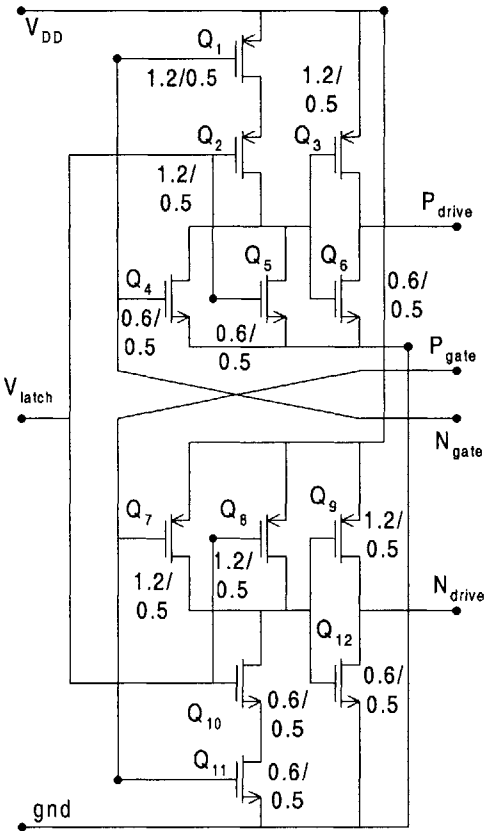 V_DD
Q_1
1.2/0.5
1.2/
0.5
Q_2
Q_3
1.2/
0.5
P_drive
Q_4
Q_5
Q_6
0.6/
0.5
0.6/
0.5
0.6/
0.5
P_gate
V_latch
N_gate
Q_7
Q_8
Q_9
1.2/
0.5
1.2/
0.5
1.2/
0.5
N_drive
Q_12
Q_10
0.6/
0.5
0.6/
0.5
Q_11
0.6/
0.5
gnd